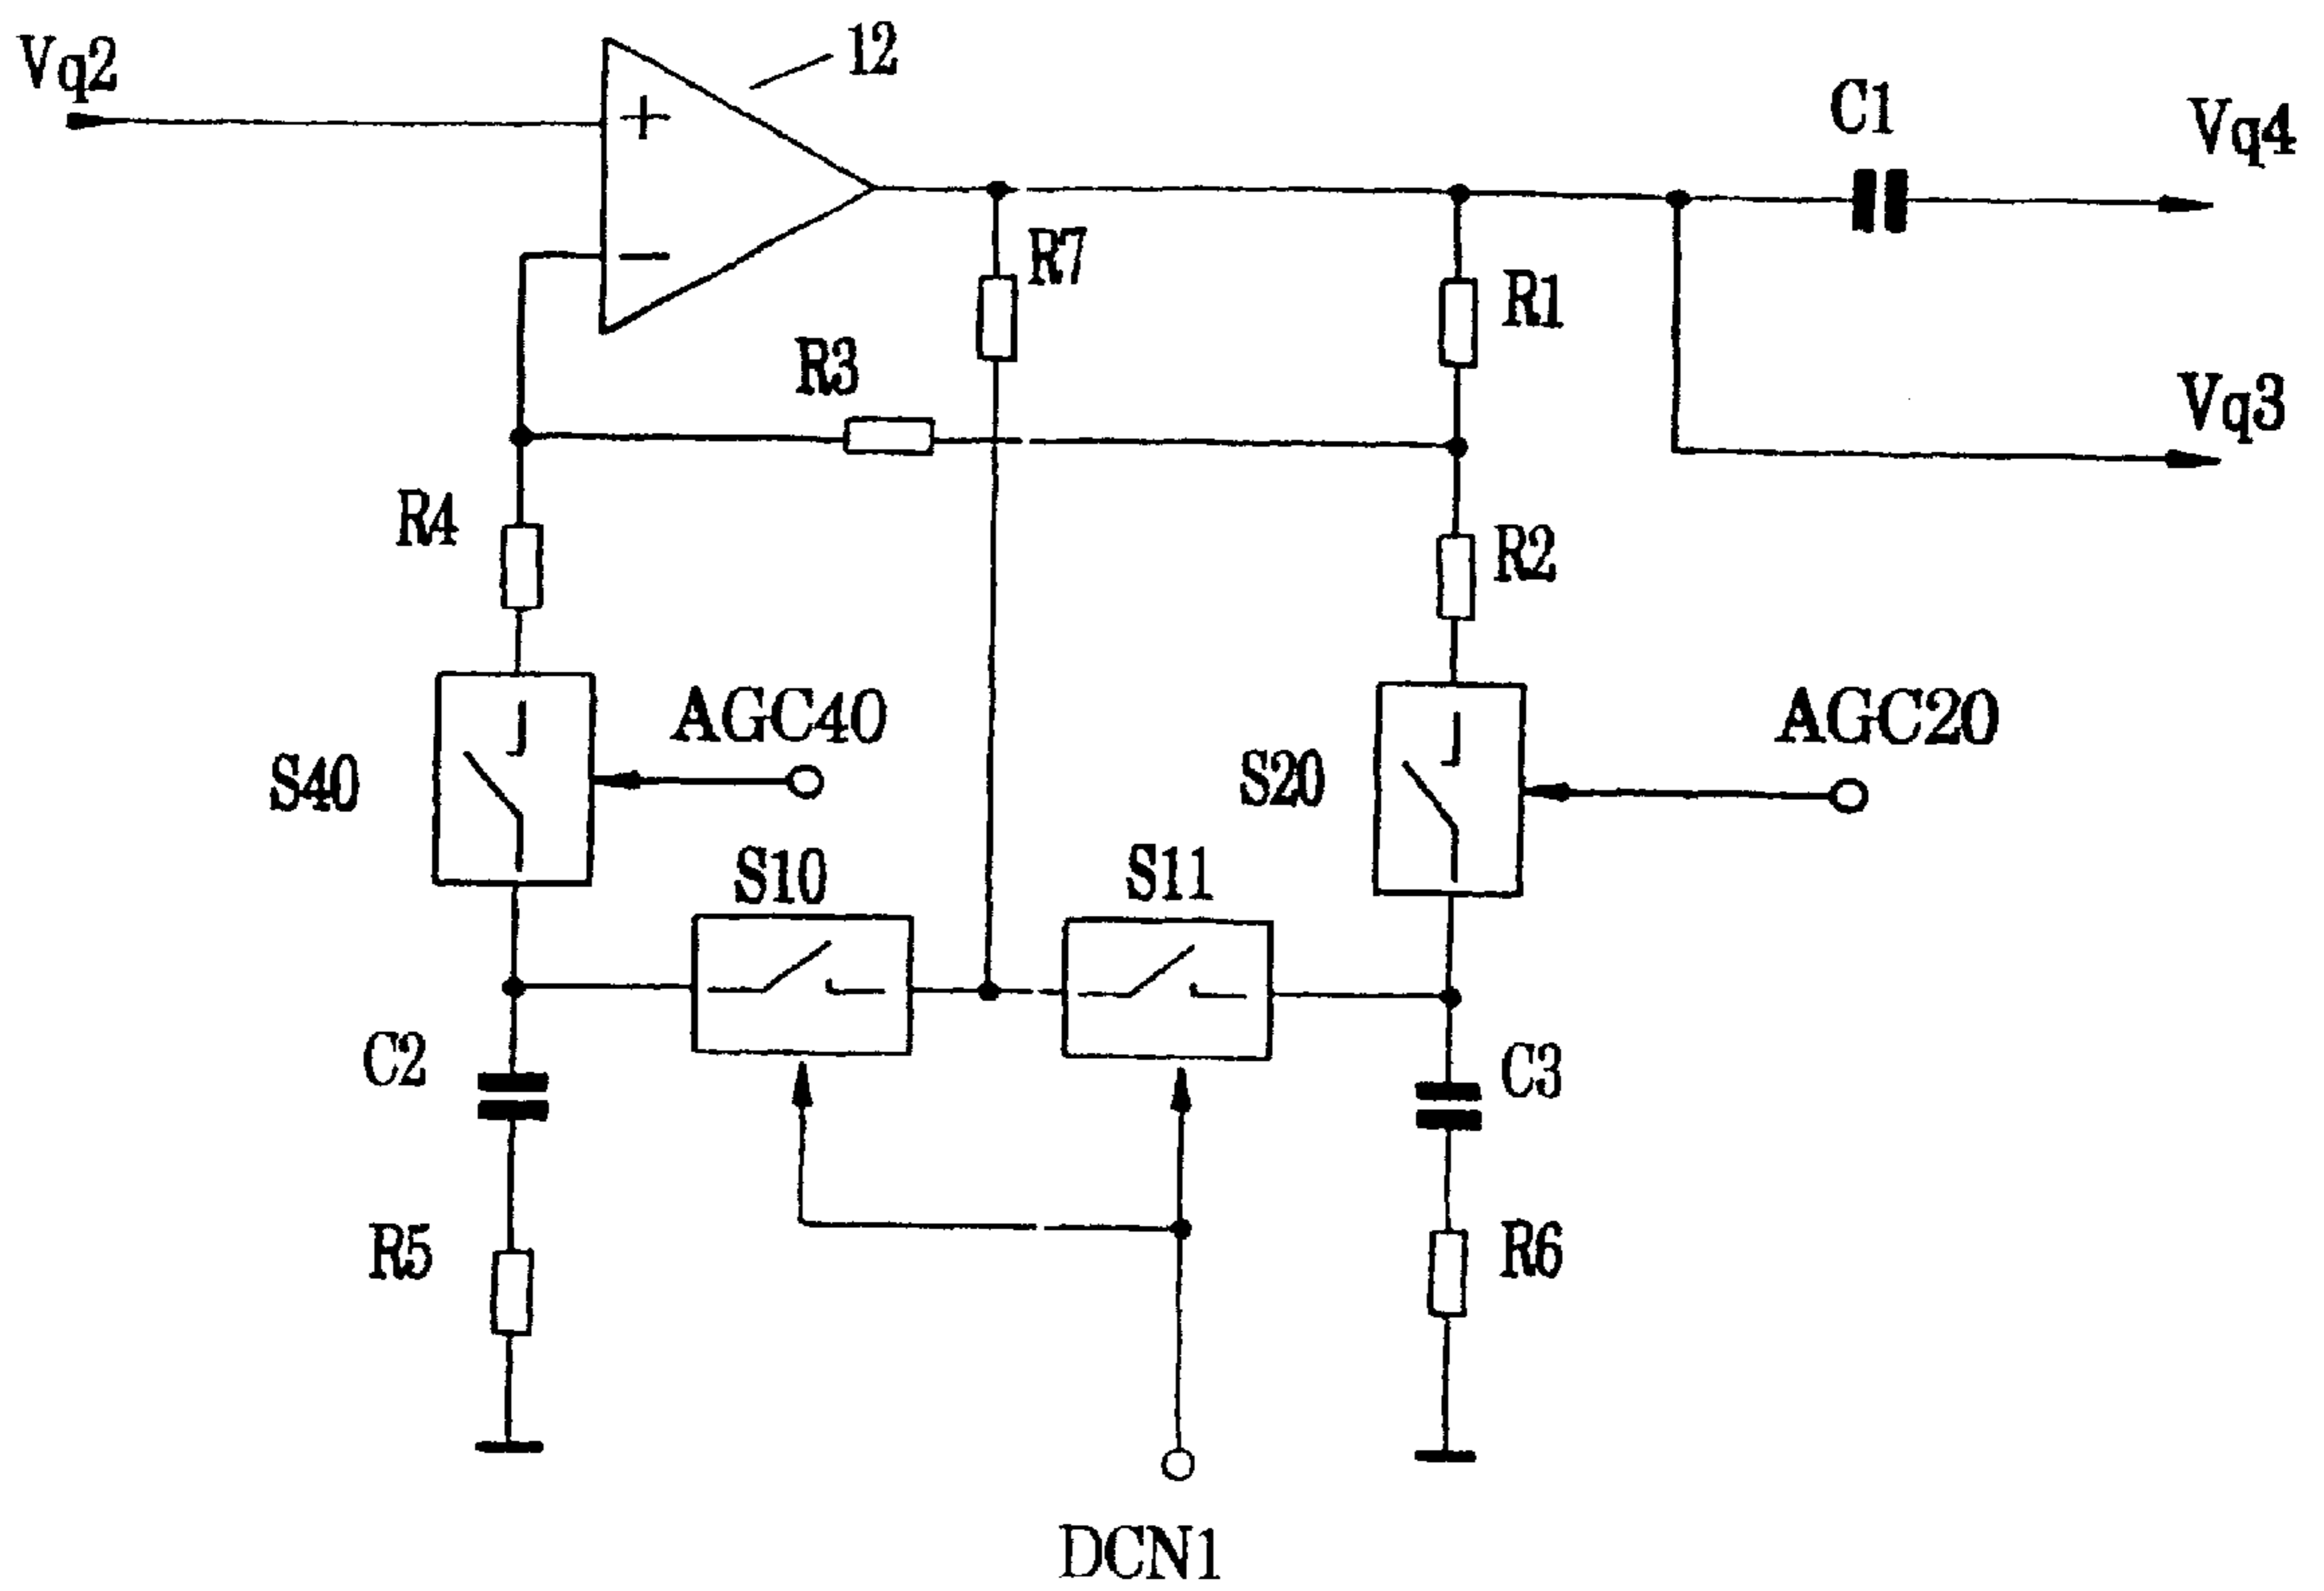 Vq2
12
C1
Vq4
R7
R1
R3
Vq3
R4
R2
AGC40
AGC20
S40
S20
S10
S11
C2
C3
R5
R6
DCN1
+
−